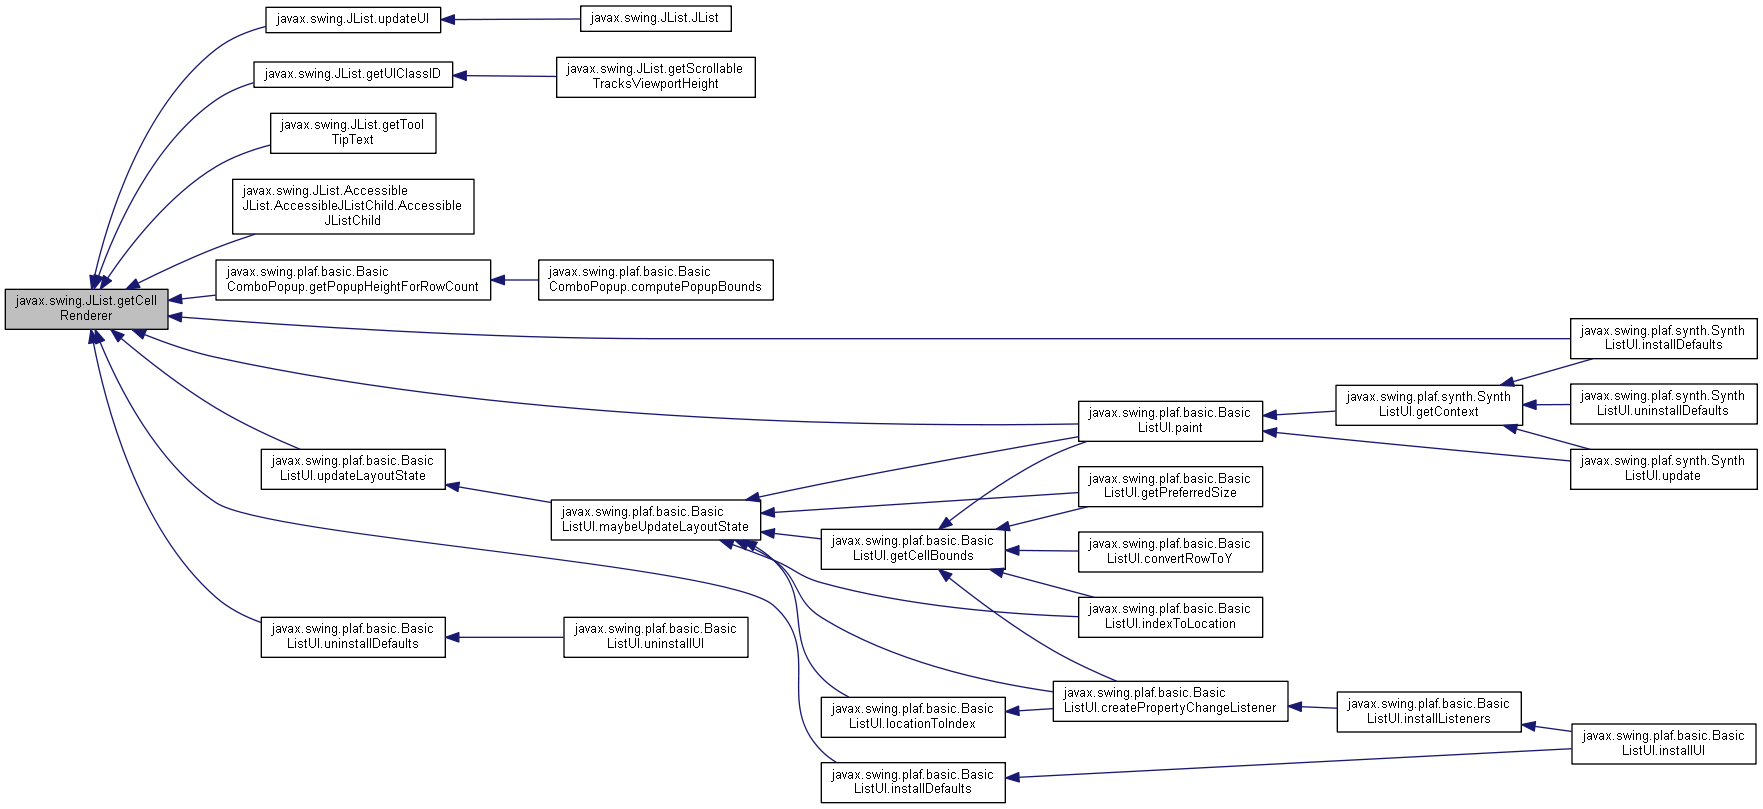 javax.swing.JList.updateUI
javax.swing.JList.JList
javax.swing.JList.getUIClassID
javax.swing.JList.getScrollable
TracksViewportHeight
javax.swing.JList.getTool
TipText
javax.swing.JList.Accessible
JList.AccessibleJListChild.Accessible
JListChild
javax.swing.plaf.basic.Basic
ComboPopup.getPopupHeightForRowCount
javax.swing.plaf.basic.Basic
ComboPopup.computePopupBounds
javax.swing.JList.getCell
Renderer
javax.swing.plaf.synth.Synth
ListUI.installDefaults
javax.swing.plaf.synth.Synth
ListUI.getContext
javax.swing.plaf.synth.Synth
ListUI.uninstallDefaults
javax.swing.plaf.basic.Basic
ListUI.paint
javax.swing.plaf.synth.Synth
ListUI.update
javax.swing.plaf.basic.Basic
ListUI.updateLayoutState
javax.swing.plaf.basic.Basic
ListUI.getPreferredSize
javax.swing.plaf.basic.Basic
ListUI.maybeUpdateLayoutState
javax.swing.plaf.basic.Basic
ListUI.getCellBounds
javax.swing.plaf.basic.Basic
ListUI.convertRowToY
javax.swing.plaf.basic.Basic
ListUI.indexToLocation
javax.swing.plaf.basic.Basic
ListUI.uninstallDefaults
javax.swing.plaf.basic.Basic
ListUI.uninstallUI
javax.swing.plaf.basic.Basic
ListUI.createPropertyChangeListener
javax.swing.plaf.basic.Basic
ListUI.locationToIndex
javax.swing.plaf.basic.Basic
ListUI.installListeners
javax.swing.plaf.basic.Basic
ListUI.installUI
javax.swing.plaf.basic.Basic
ListUI.installDefaults